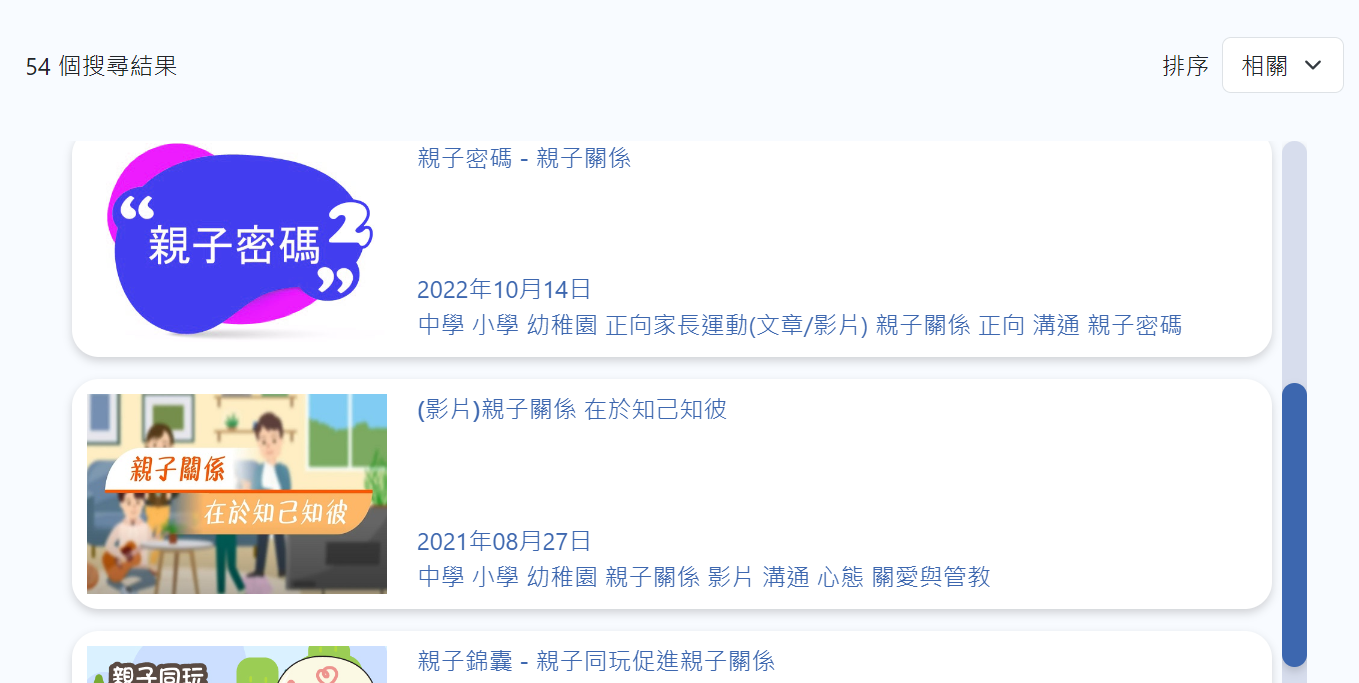 54 個搜尋結果
排序 相關
親子密碼 - 親子關係
“親子密碼2”
2022年10月14日
中學 小學 幼稚園 正向家長運動(文章/影片) 親子關係 正向 溝通 親子密碼
(影片)親子關係 在於知己知彼
親子關係
在於知己知彼
2021年08月27日
中學 小學 幼稚園 親子關係 影片 溝通 心態 關愛與管教
親子錦囊 - 親子同玩促進親子關係
親子同玩